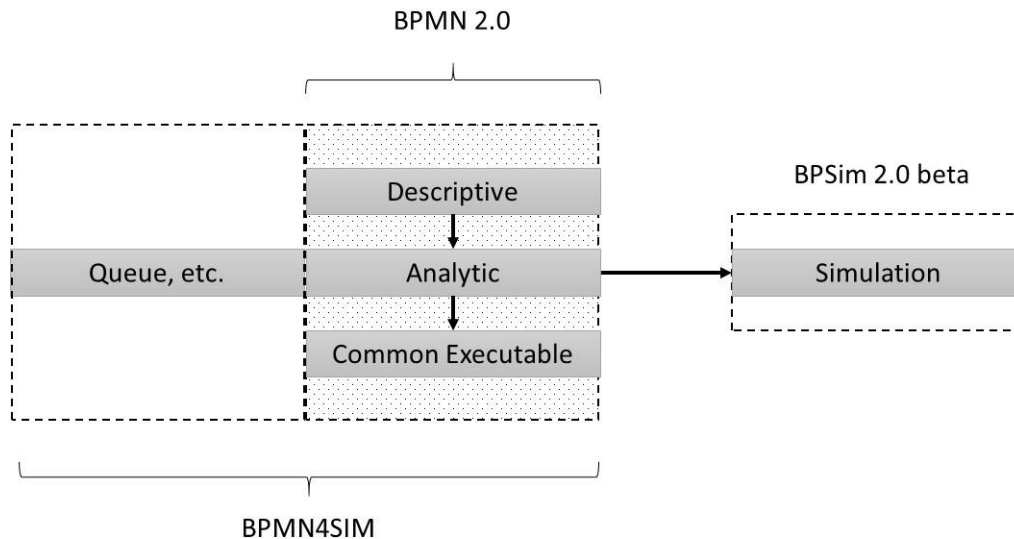 BPMN 2.0
BPSim 2.0 beta
Descriptive
Queue, etc.
Analytic
Simulation
Common Executable
BPMN4SIM